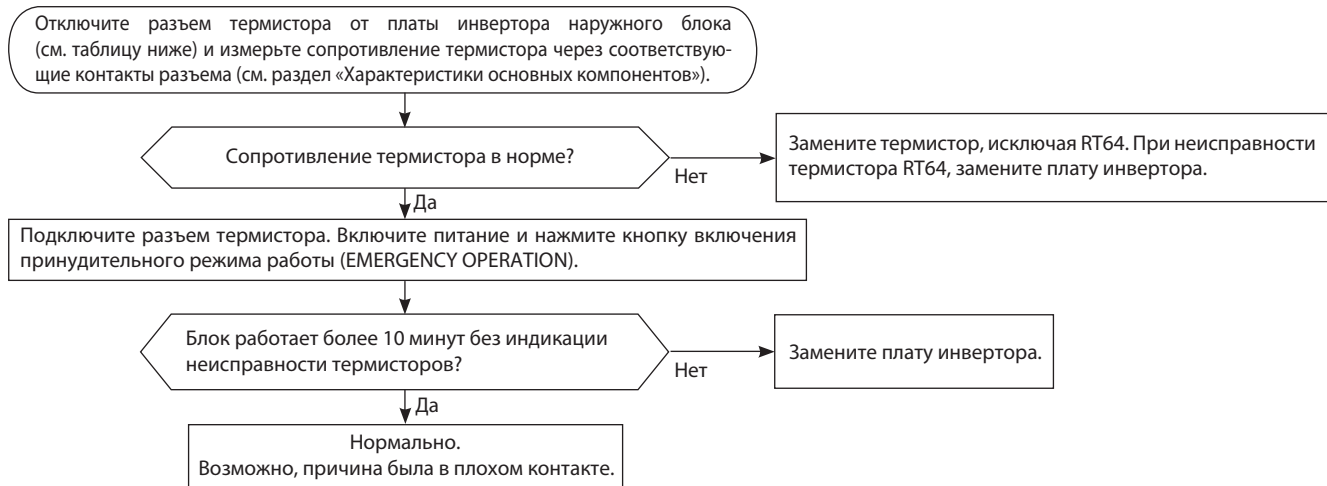 Отключите разъем термистора от платы инвертора наружного блока
(см. таблицу ниже) и измерьте сопротивление термистора через соответствую-
щие контакты разъема (см. раздел «Характеристики основных компонентов»).
Сопротивление термистора в норме?
Нет
Замените термистор, исключая RT64. При неисправности
термистора RT64, замените плату инвертора.
Да
Подключите разъем термистора. Включите питание и нажмите кнопку включения
принудительного режима работы (EMERGENCY OPERATION).
Блок работает более 10 минут без индикации
неисправности термисторов?
Нет
Замените плату инвертора.
Да
Нормально.
Возможно, причина была в плохом контакте.